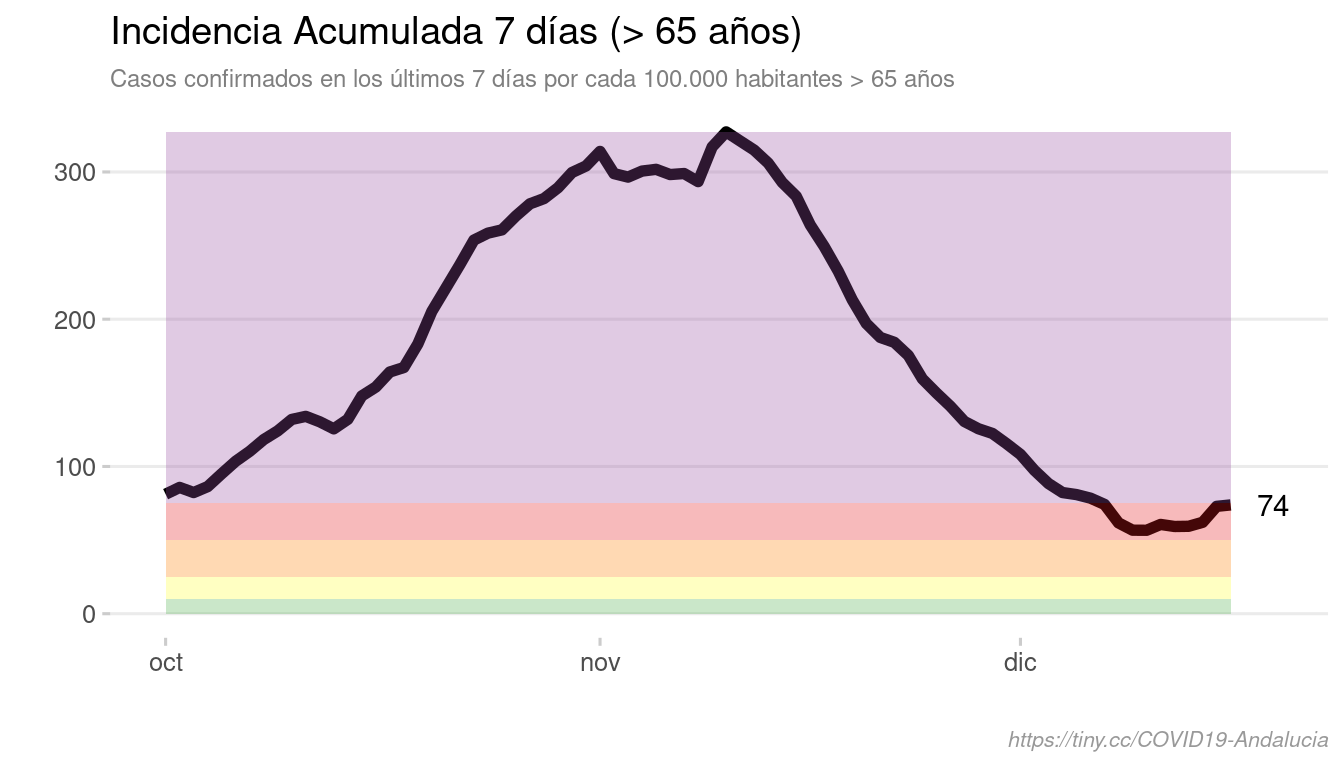 Incidencia Acumulada 7 días (> 65 años)
Casos confirmados en los últimos 7 días por cada 100.000 habitantes > 65 años
300
200
100
0
74
oct nov dic
https://tiny.cc/COVID19-Andalucia